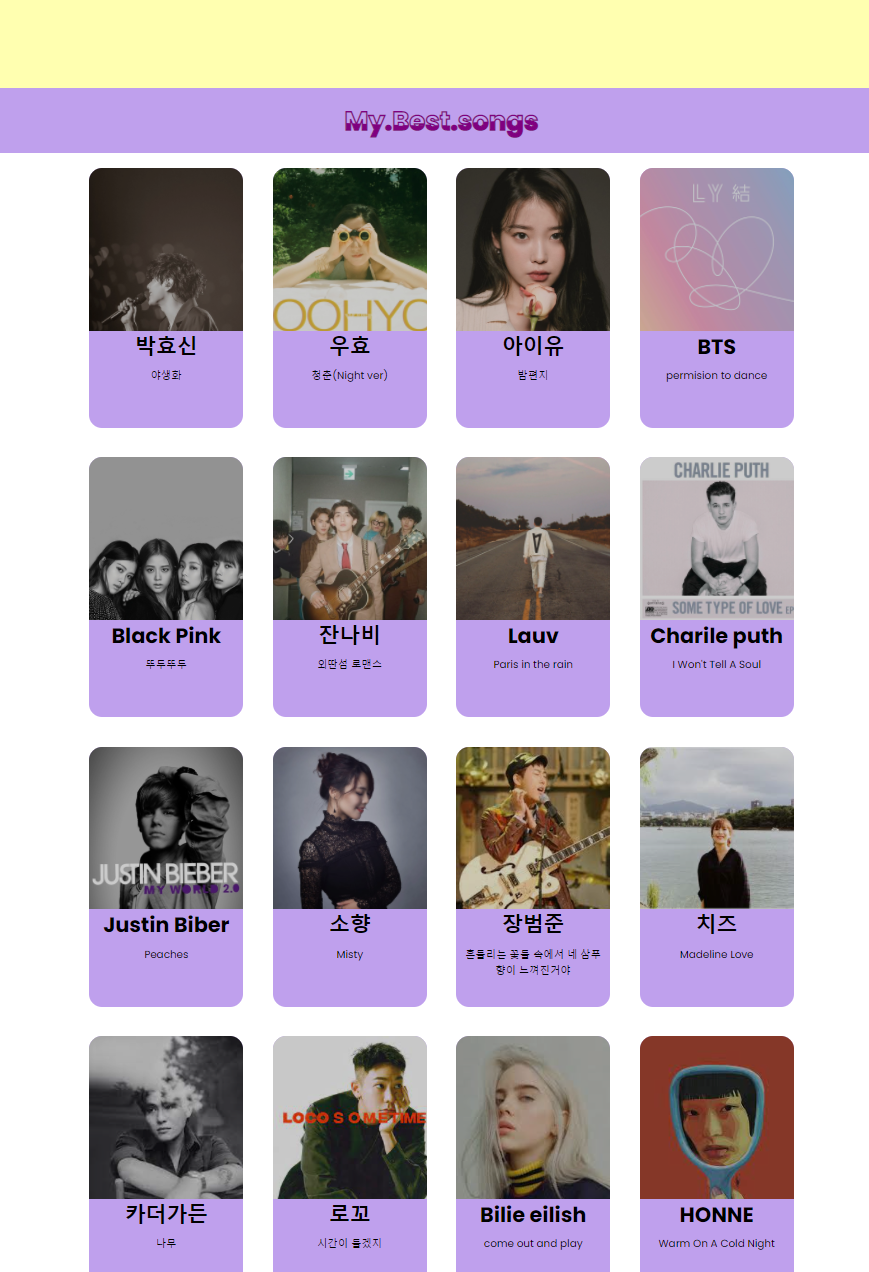 My.Best.songs
LY 結
OOHYO
박효신
우효
아이유
BTS
야생화
청춘(Night ver)
밤편지
permision to dance
CHARLIE PUTH
SOME TYPE OF LOVE EP
Black Pink
잔나비
Lauv
Charile puth
뚜두뚜두
외딴섬 로맨스
Paris in the rain
I Won't Tell A Soul
JUSTIN BIEBER
MY WORLD 2.0
Justin Biber
소향
장범준
치즈
Peaches
Misty
흔들리는 꽃들 속에서 네 샴푸
향이 느껴진거야
Madeline Love
LOCO SOMETIME
카더가든
로꼬
Bilie eilish
HONNE
나무
시간이 들겠지
come out and play
Warm On A Cold Night